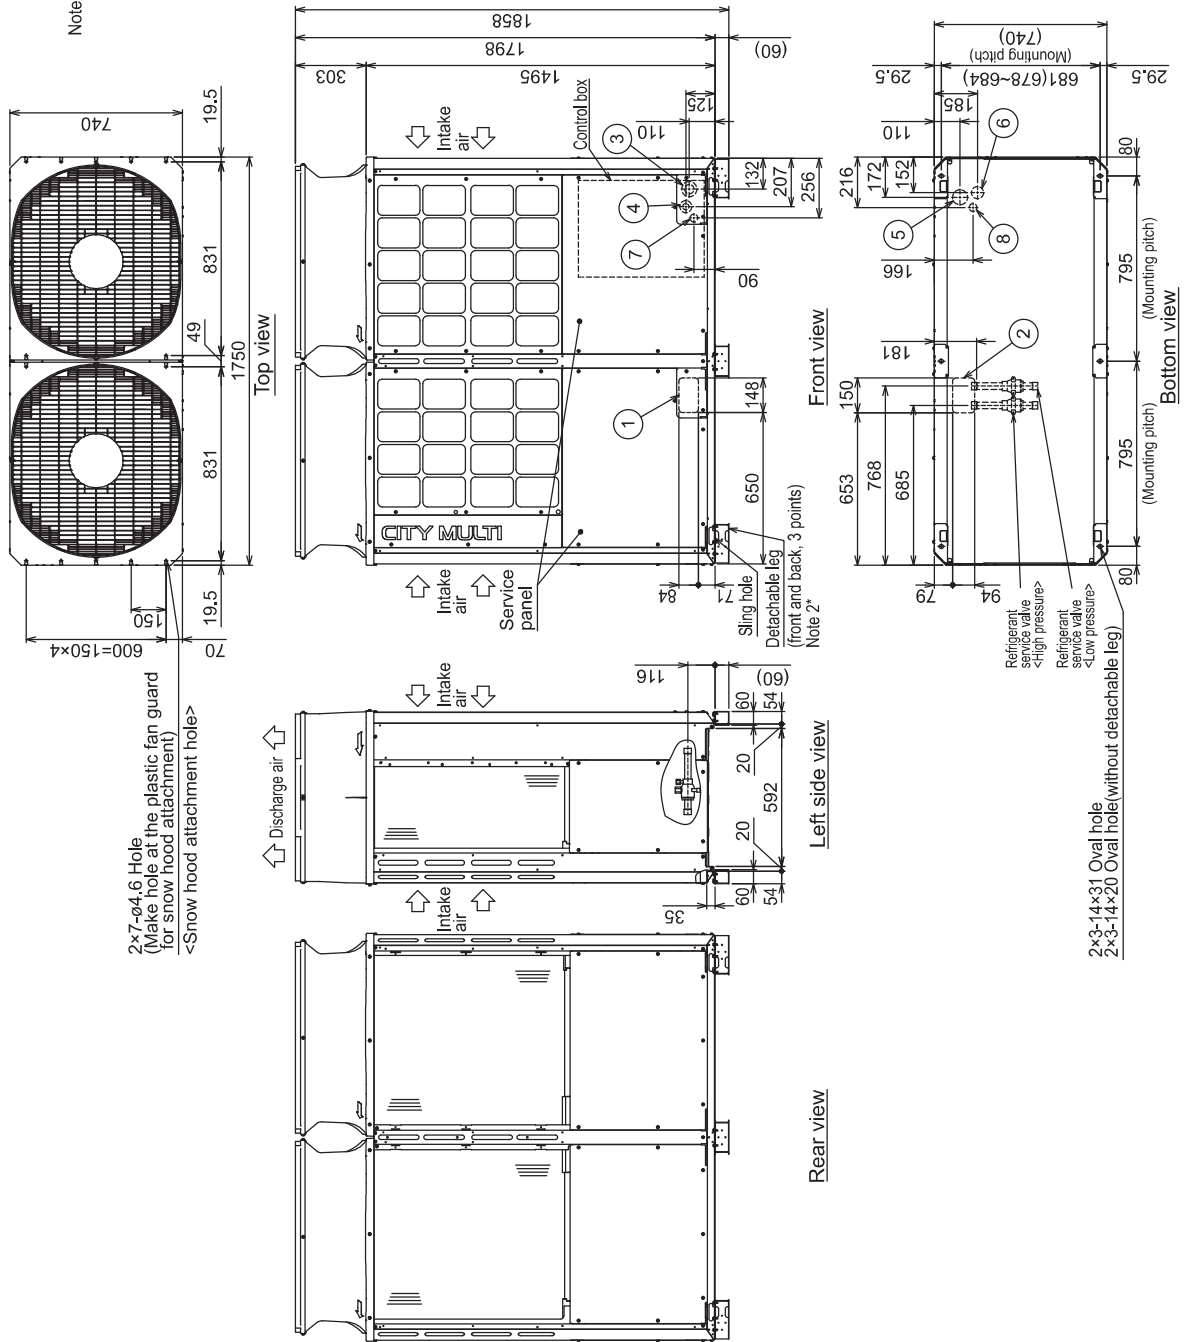 Note
2×7-ø4.6 Hole
(Make hole at the plastic fan guard
for snow hood attachment)
<Snow hood attachment hole>
600=150×4
150
70
19.5
831
49
831
19.5
1750
740
Top view
1858
1798
(60)
303
1495
125
110
Intake
air
Intake
air
Control box
3
4
7
132
207
256
90
CITY MULTI
1
148
650
84
71
Service
panel
Sling hole
Detachable leg
(front and back, 3 points)
Note 2*
Front view
Discharge air
Intake
air
Intake
air
116
(60)
60
54
20
592
20
60
54
35
Left side view
Rear view
(740)
(Mounting pitch)
681(678~684)
29.5
29.5
185
110
6
5
8
80
216
172
152
166
2
181
150
653
768
685
795
(Mounting pitch)
795
(Mounting pitch)
80
79
94
Refrigerant
service valve
<High pressure>
Refrigerant
service valve
<Low pressure>
2×3-14×31 Oval hole
2×3-14×20 Oval hole(without detachable leg)
Bottom view